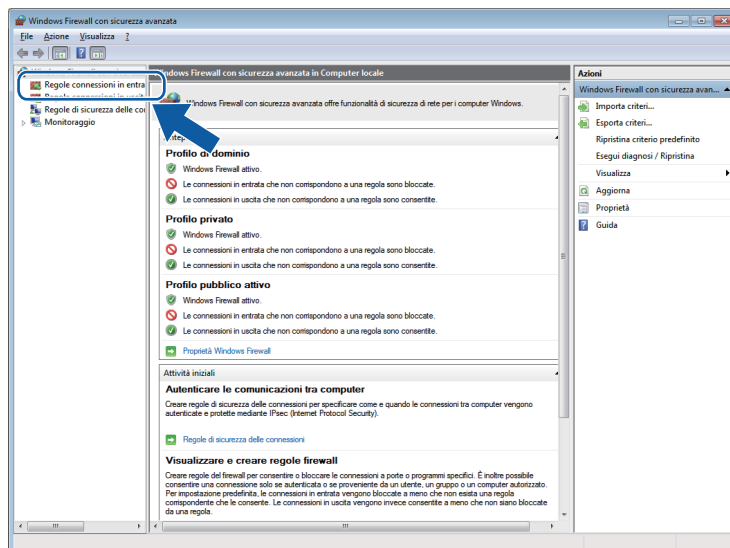 Windows Firewall con sicurezza avanzata
File Azione Visualizza ?
Regole connessioni in entra
Regole di sicurezza delle cor
Monitoraggio
Windows Firewall con sicurezza avanzata in Computer locale
Windows Firewall con sicurezza avanzata offre funzionalità di sicurezza di rete per i computer Windows.
Profilo di dominio
Windows Firewall attivo.
Le connessioni in entrata che non corrispondono a una regola sono bloccate.
Le connessioni in uscita che non corrispondono a una regola sono consentite.
Profilo privato
Windows Firewall attivo.
Le connessioni in entrata che non corrispondono a una regola sono bloccate.
Le connessioni in uscita che non corrispondono a una regola sono consentite.
Profilo pubblico attivo
Windows Firewall attivo.
Le connessioni in entrata che non corrispondono a una regola sono bloccate.
Le connessioni in uscita che non corrispondono a una regola sono consentite.
Proprietà Windows Firewall
Attività iniziali
Autenticare le comunicazioni tra computer
Creare regole di sicurezza delle connessioni per specificare come e quando le connessioni tra computer vengono
autenticate e protette mediante IPsec (Internet Protocol Security).
Regole di sicurezza delle connessioni
Visualizzare e creare regole firewall
Creare regole del firewall per consentire o bloccare le connessioni a porte o programmi specifici. È inoltre possibile
consentire una connessione solo se autenticata o se proveniente da un utente, un gruppo o un computer autorizzato.
Per impostazione predefinita, le connessioni in entrata vengono bloccate a meno che non esista una regola
corrispondente che le consente. Le connessioni in uscita vengono invece consentite a meno che non siano bloccate
da una regola.
Azioni
Windows Firewall con sicurezza avan...
Importa criteri...
Esporta criteri...
Ripristina criterio predefinito
Esegui diagnosi / Ripristina
Visualizza
Aggiorna
Proprietà
Guida